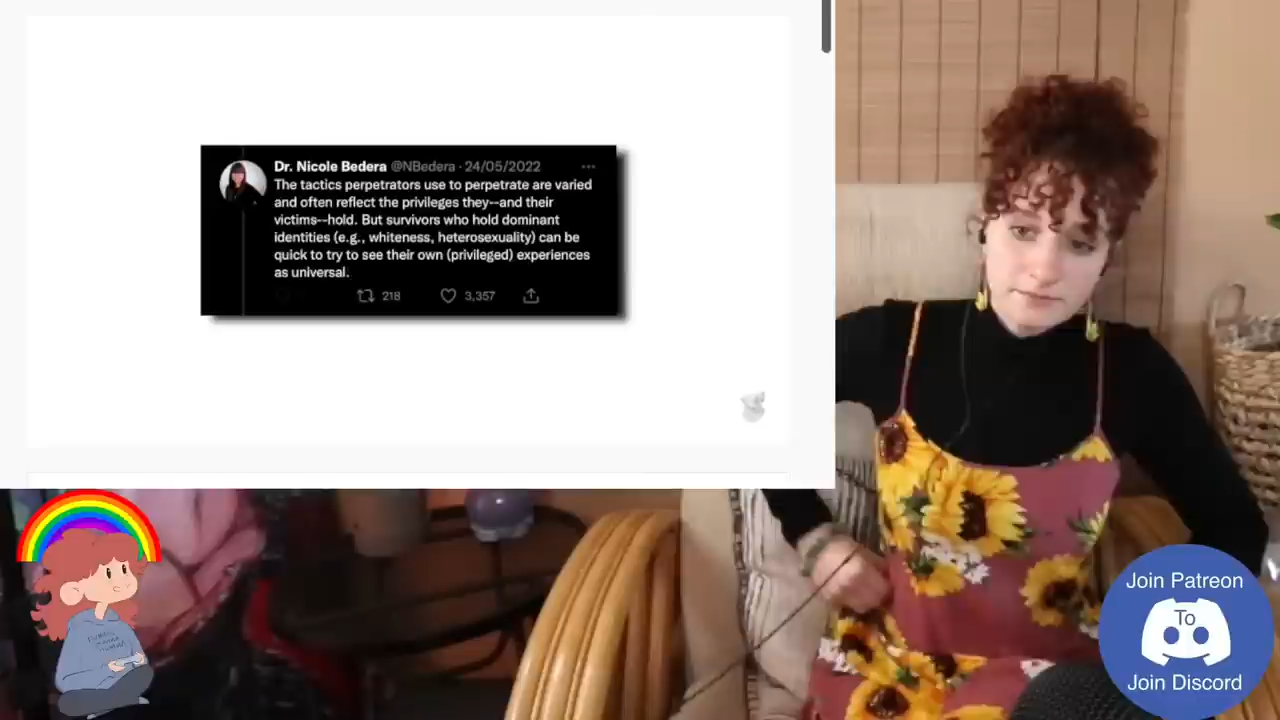 Dr. Nicole Bedera @NBedera · 24/05/2022
The tactics perpetrators use to perpetrate are varied
and often reflect the privileges they--and their
victims--hold. But survivors who hold dominant
identities (e.g., whiteness, heterosexuality) can be
quick to try to see their own (privileged) experiences
as universal.
218 3,357
Join Patreon
To
Join Discord